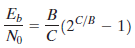 E_b/N_0 = B/C (2^{C/B} − 1)